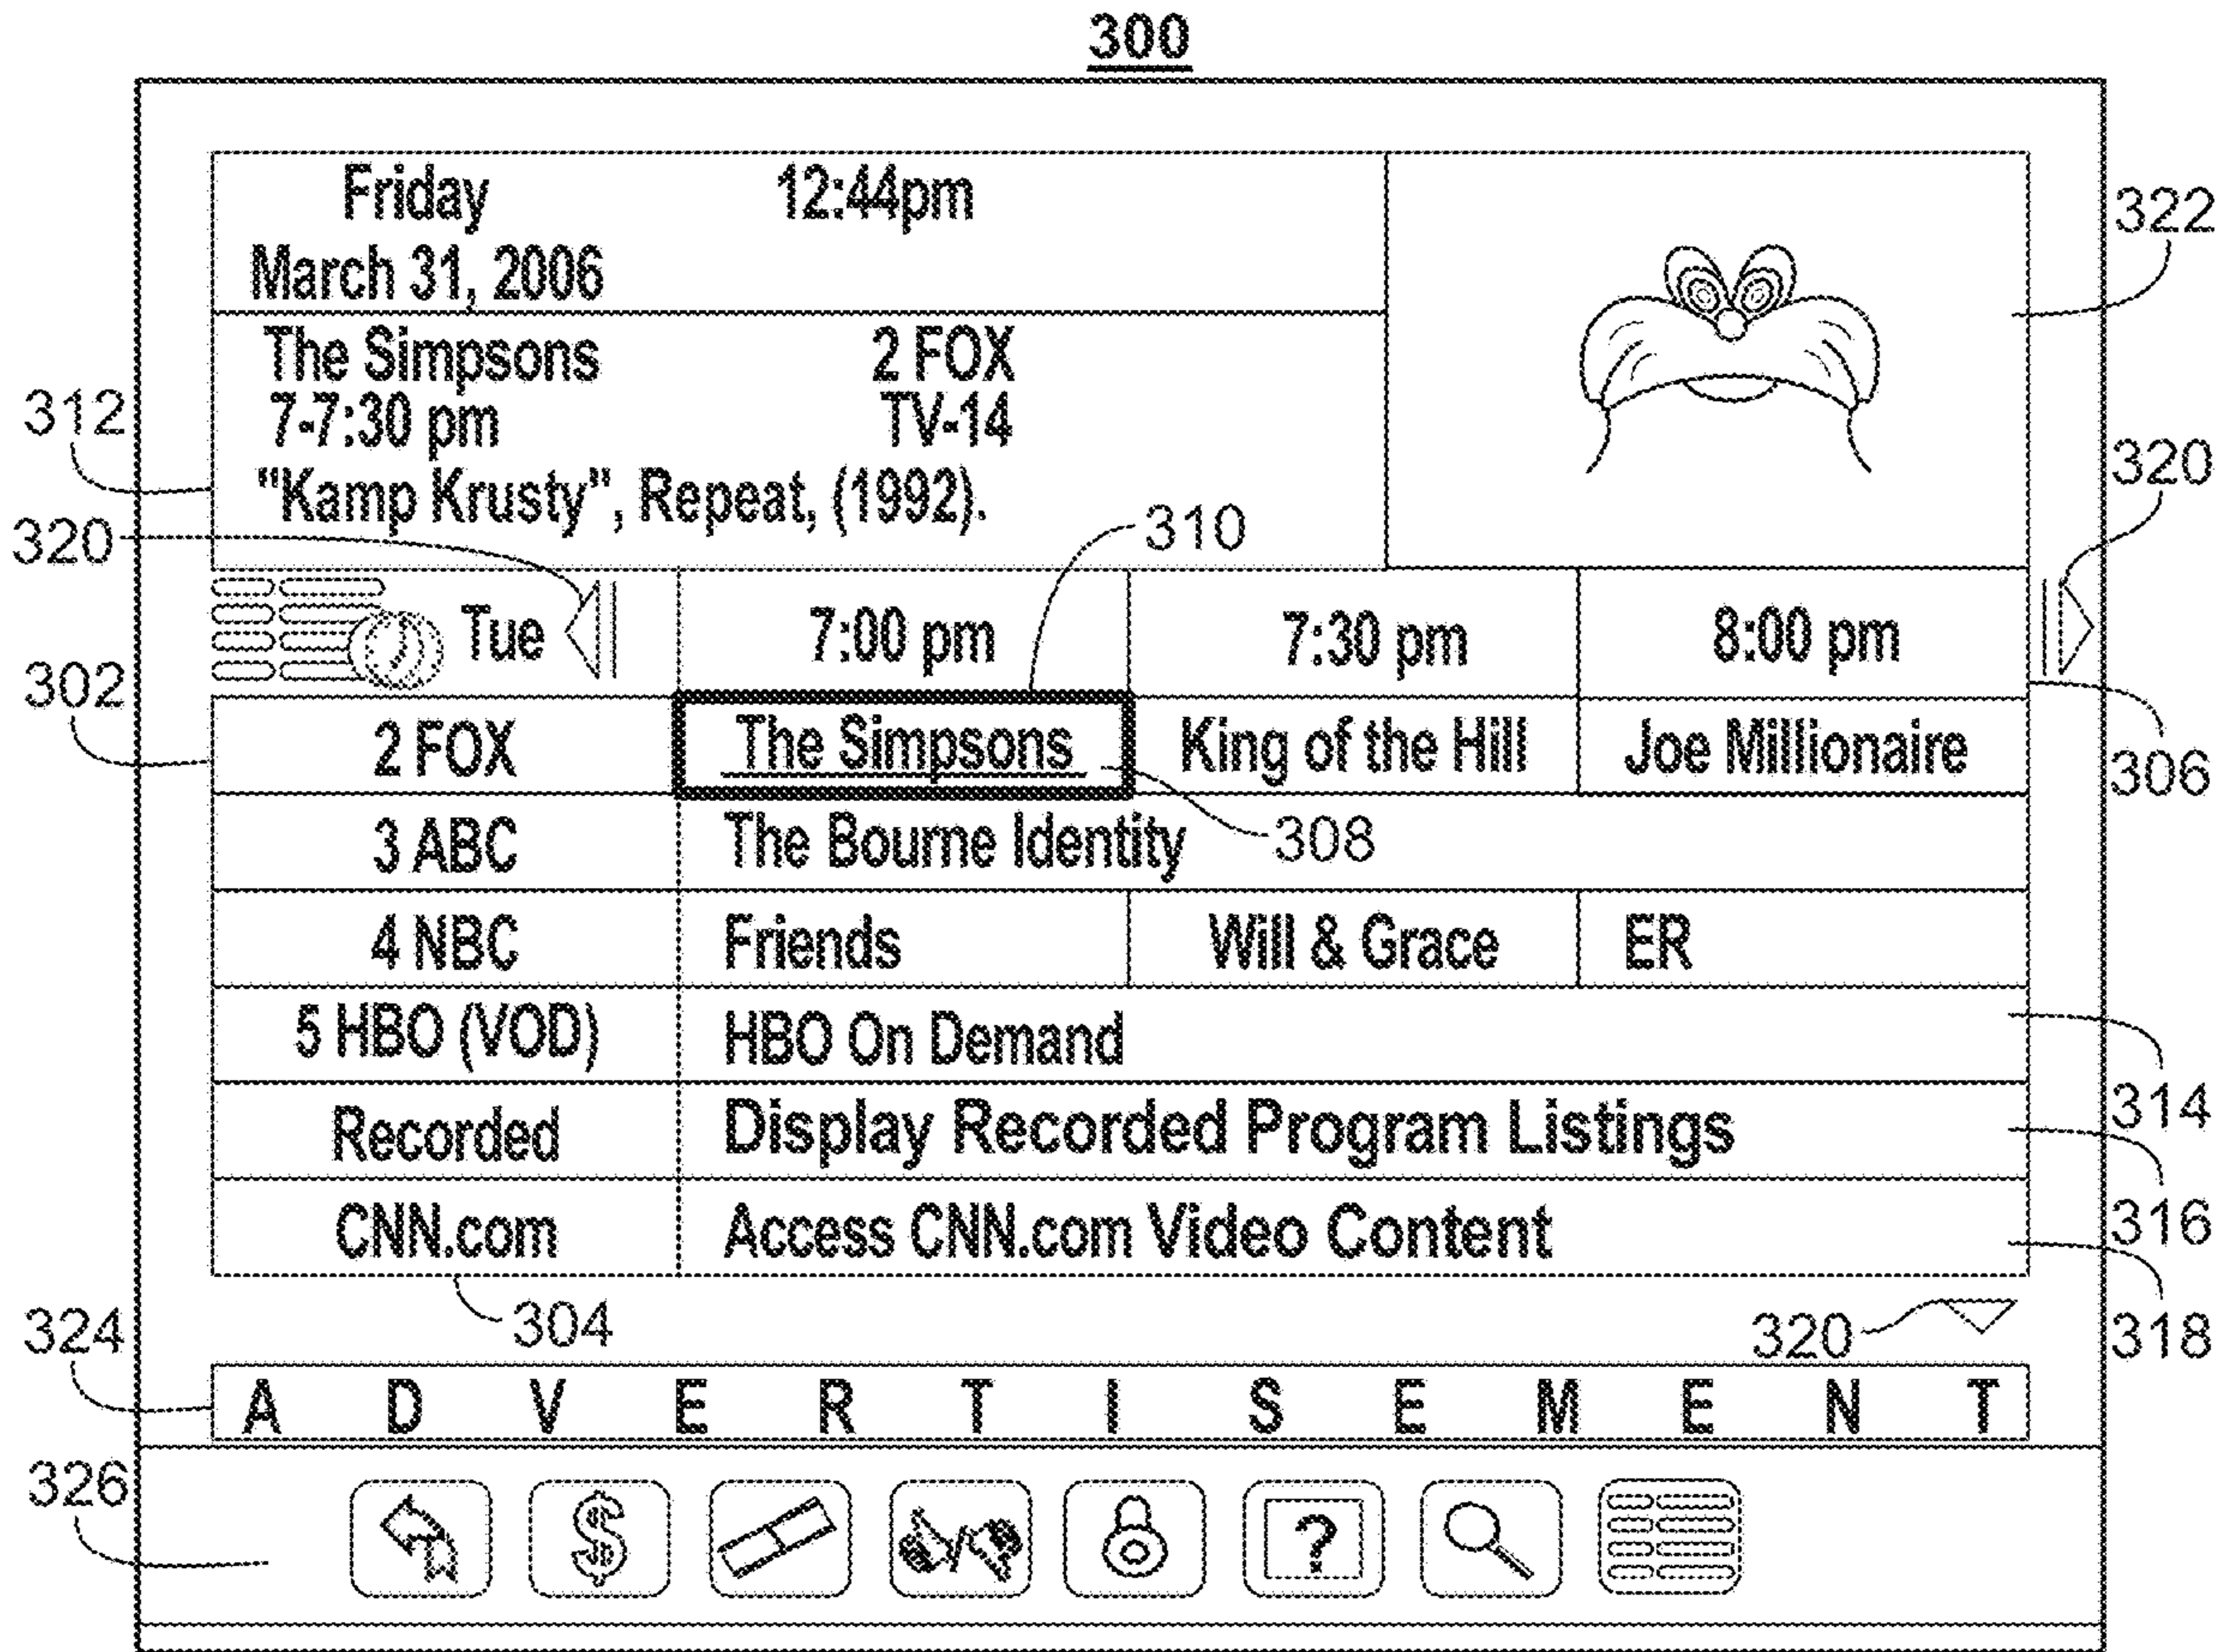 300
Friday 12:44pm
March 31, 2006
322
The Simpsons 2 FOX
312 7-7:30 pm TV-14
320
"Kamp Krusty", Repeat, (1992).
320 310
Tue 7:00 pm 7:30 pm 8:00 pm
302
2 FOX The Simpsons King of the Hill Joe Millionaire
306
3 ABC The Bourne Identity 308
4 NBC Friends Will & Grace ER
5 HBO (VOD) HBO On Demand
314
Recorded Display Recorded Program Listings
316
CNN.com Access CNN.com Video Content
324 304 320 318
A D V E R T I S E M E N T
326
$ / ?